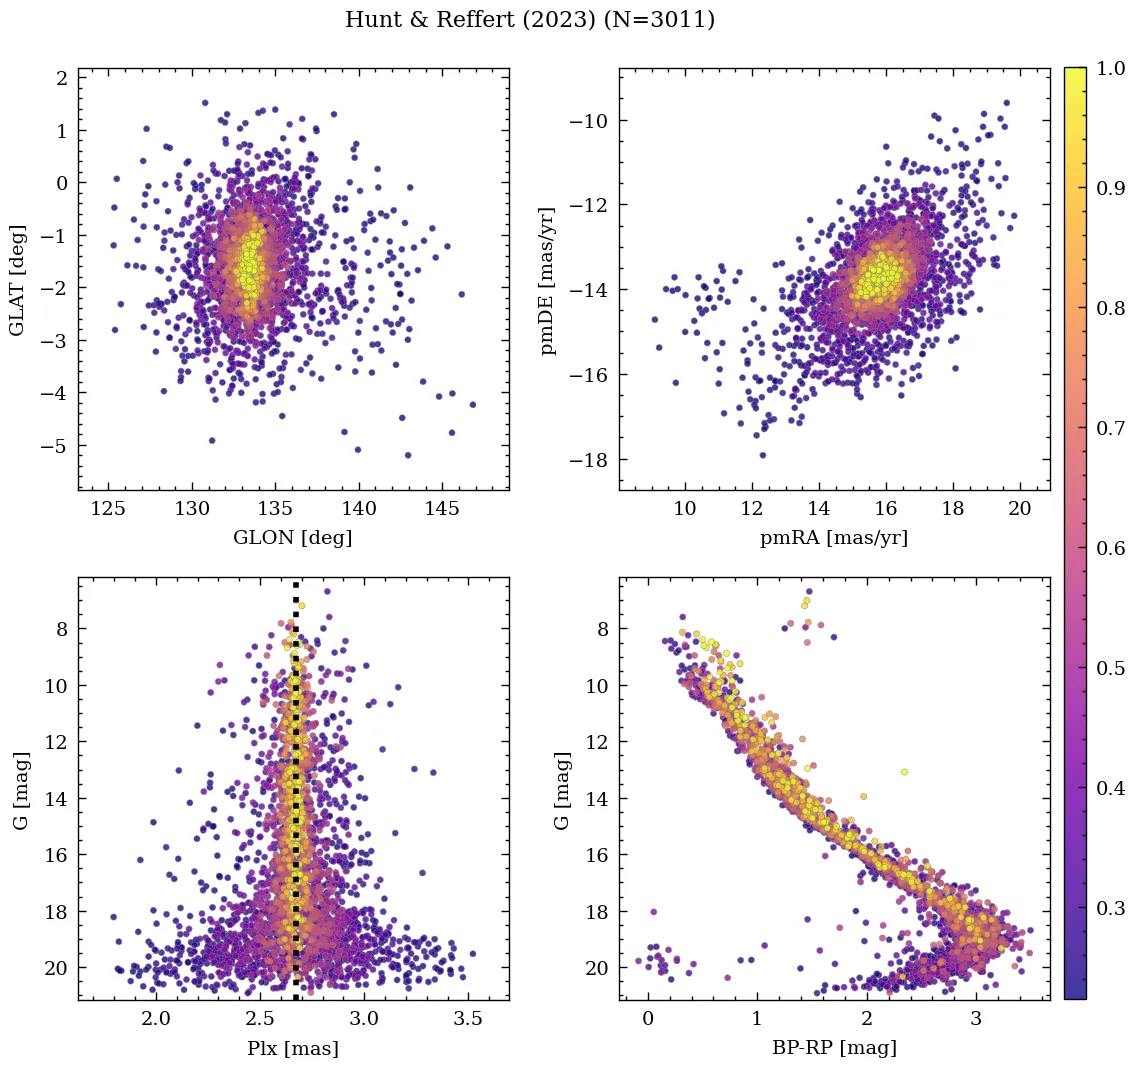 Hunt & Reffert (2023) (N=3011)
2
1
0
−1
−2
−3
−4
−5
GLAT [deg]
125 130 135 140 145
GLON [deg]
−10
−12
−14
−16
−18
pmDE [mas/yr]
10 12 14 16 18 20
pmRA [mas/yr]
1.0
0.9
0.8
0.7
0.6
0.5
0.4
0.3
8
10
12
14
16
18
20
G [mag]
2.0 2.5 3.0 3.5
Plx [mas]
8
10
12
14
16
18
20
G [mag]
0 1 2 3
BP-RP [mag]